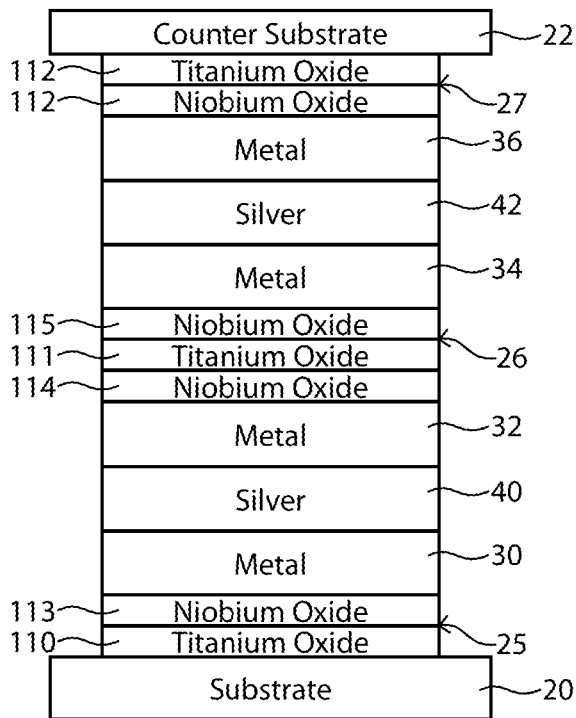 Counter Substrate 22
112 Titanium Oxide
112 Niobium Oxide 27
Metal 36
Silver 42
Metal 34
115 Niobium Oxide
111 Titanium Oxide 26
114 Niobium Oxide
Metal 32
Silver 40
Metal 30
113 Niobium Oxide
110 Titanium Oxide 25
Substrate 20